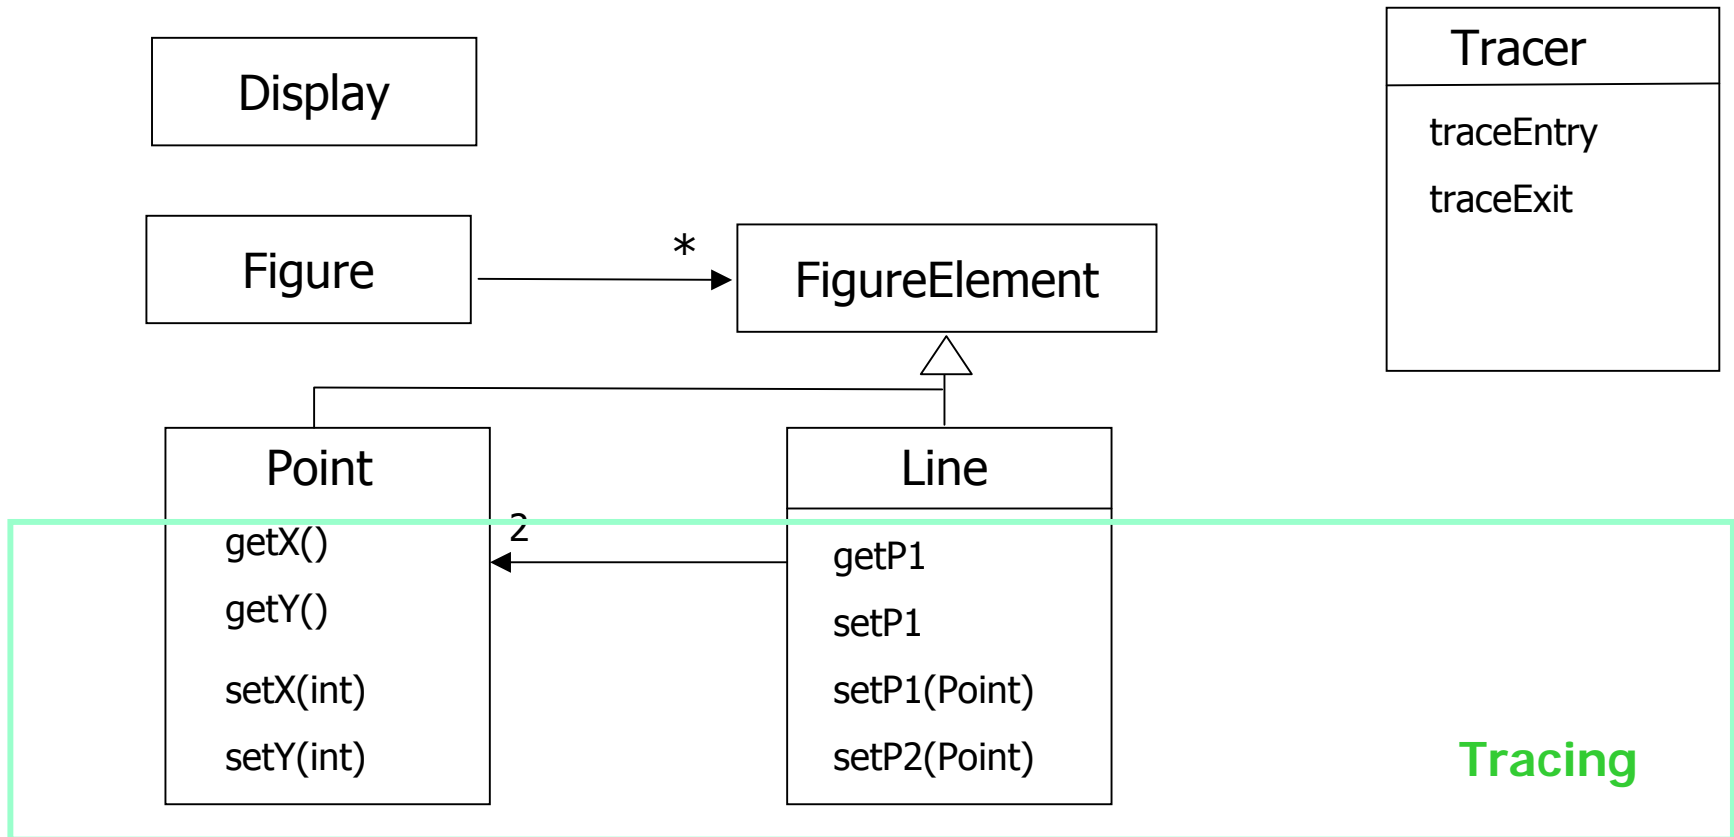 Display
Tracer
traceEntry
traceExit
Figure
*
FigureElement
Point
getX()
getY()
setX(int)
setY(int)
2
Line
getP1
setP1
setP1(Point)
setP2(Point)
Tracing